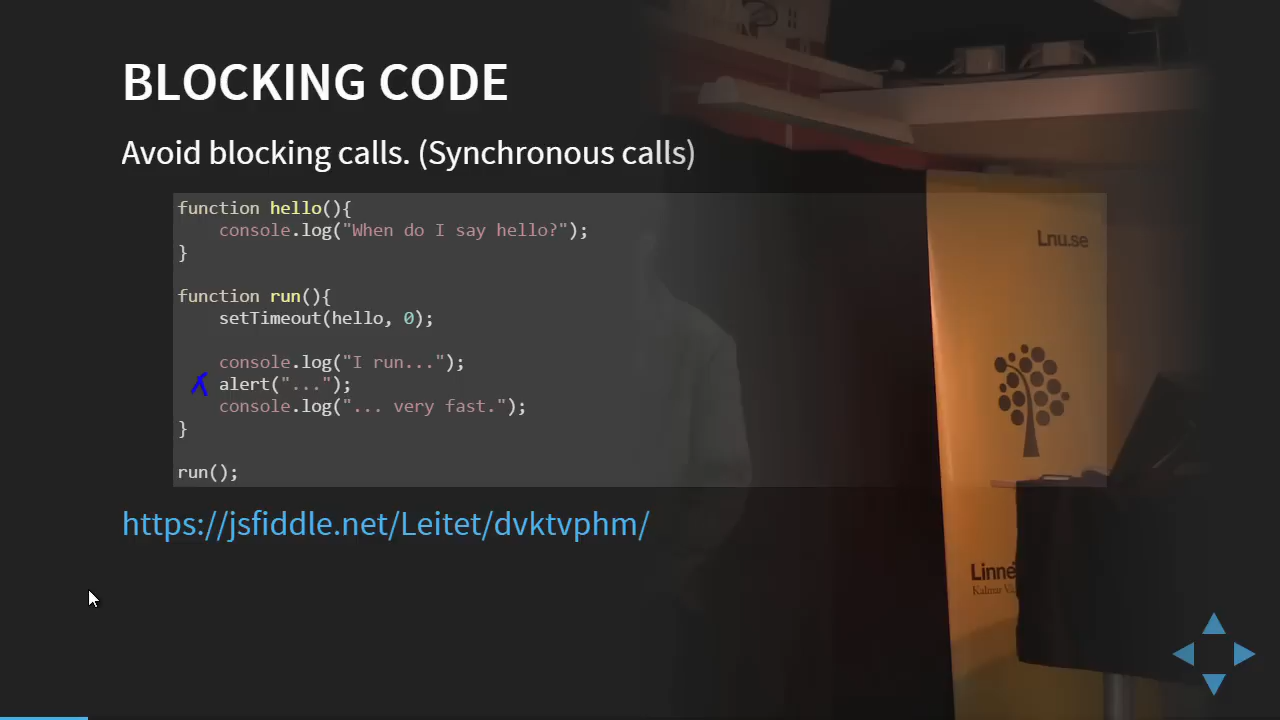 BLOCKING CODE
Avoid blocking calls. (Synchronous calls)
function hello(){
    console.log("When do I say hello?");
}
function run(){
    setTimeout(hello, 0);
    console.log("I run...");
    alert("...");
    console.log("... very fast.");
}
run();
https://jsfiddle.net/Leitet/dvktvphm/
Lnu.se